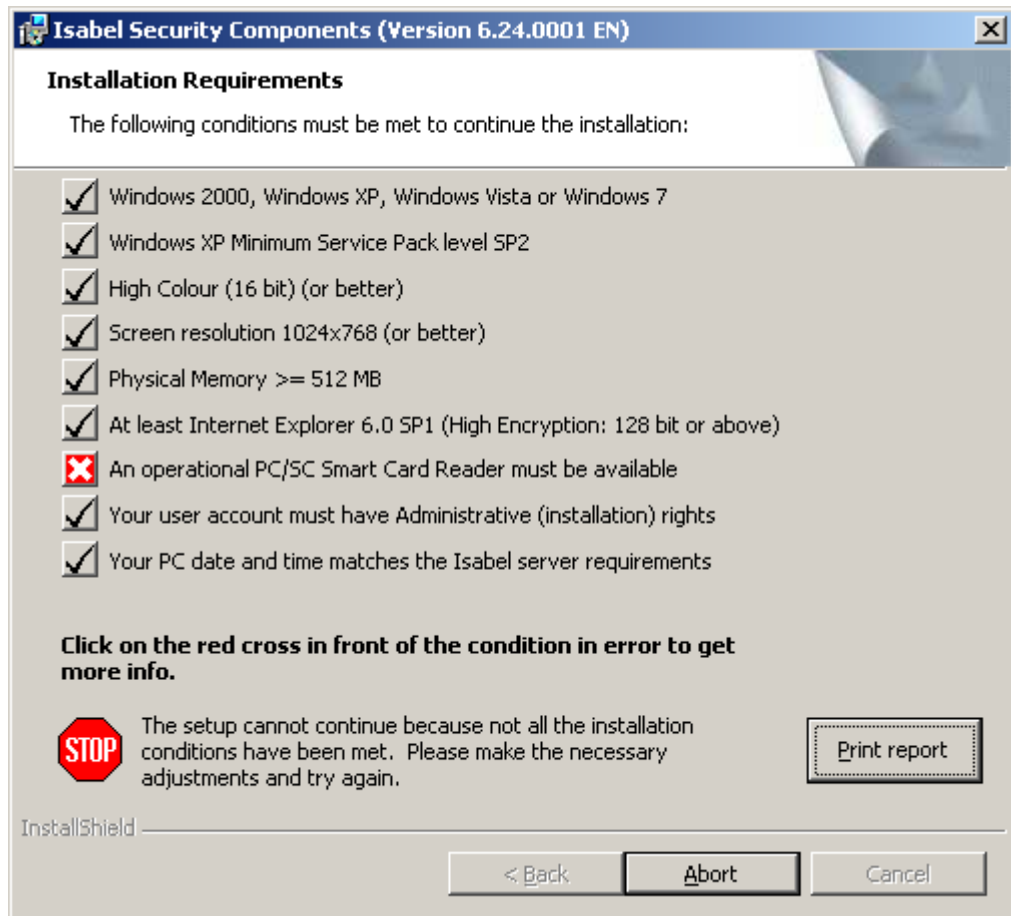 Isabel Security Components (Version 6.24.0001 EN)
Installation Requirements
The following conditions must be met to continue the installation:
Windows 2000, Windows XP, Windows Vista or Windows 7
Windows XP Minimum Service Pack level SP2
High Colour (16 bit) (or better)
Screen resolution 1024x768 (or better)
Physical Memory >= 512 MB
At least Internet Explorer 6.0 SP1 (High Encryption: 128 bit or above)
An operational PC/SC Smart Card Reader must be available
Your user account must have Administrative (installation) rights
Your PC date and time matches the Isabel server requirements
Click on the red cross in front of the condition in error to get
more info.
STOP
The setup cannot continue because not all the installation
conditions have been met.  Please make the necessary
adjustments and try again.
Print report
InstallShield
< Back
Abort
Cancel